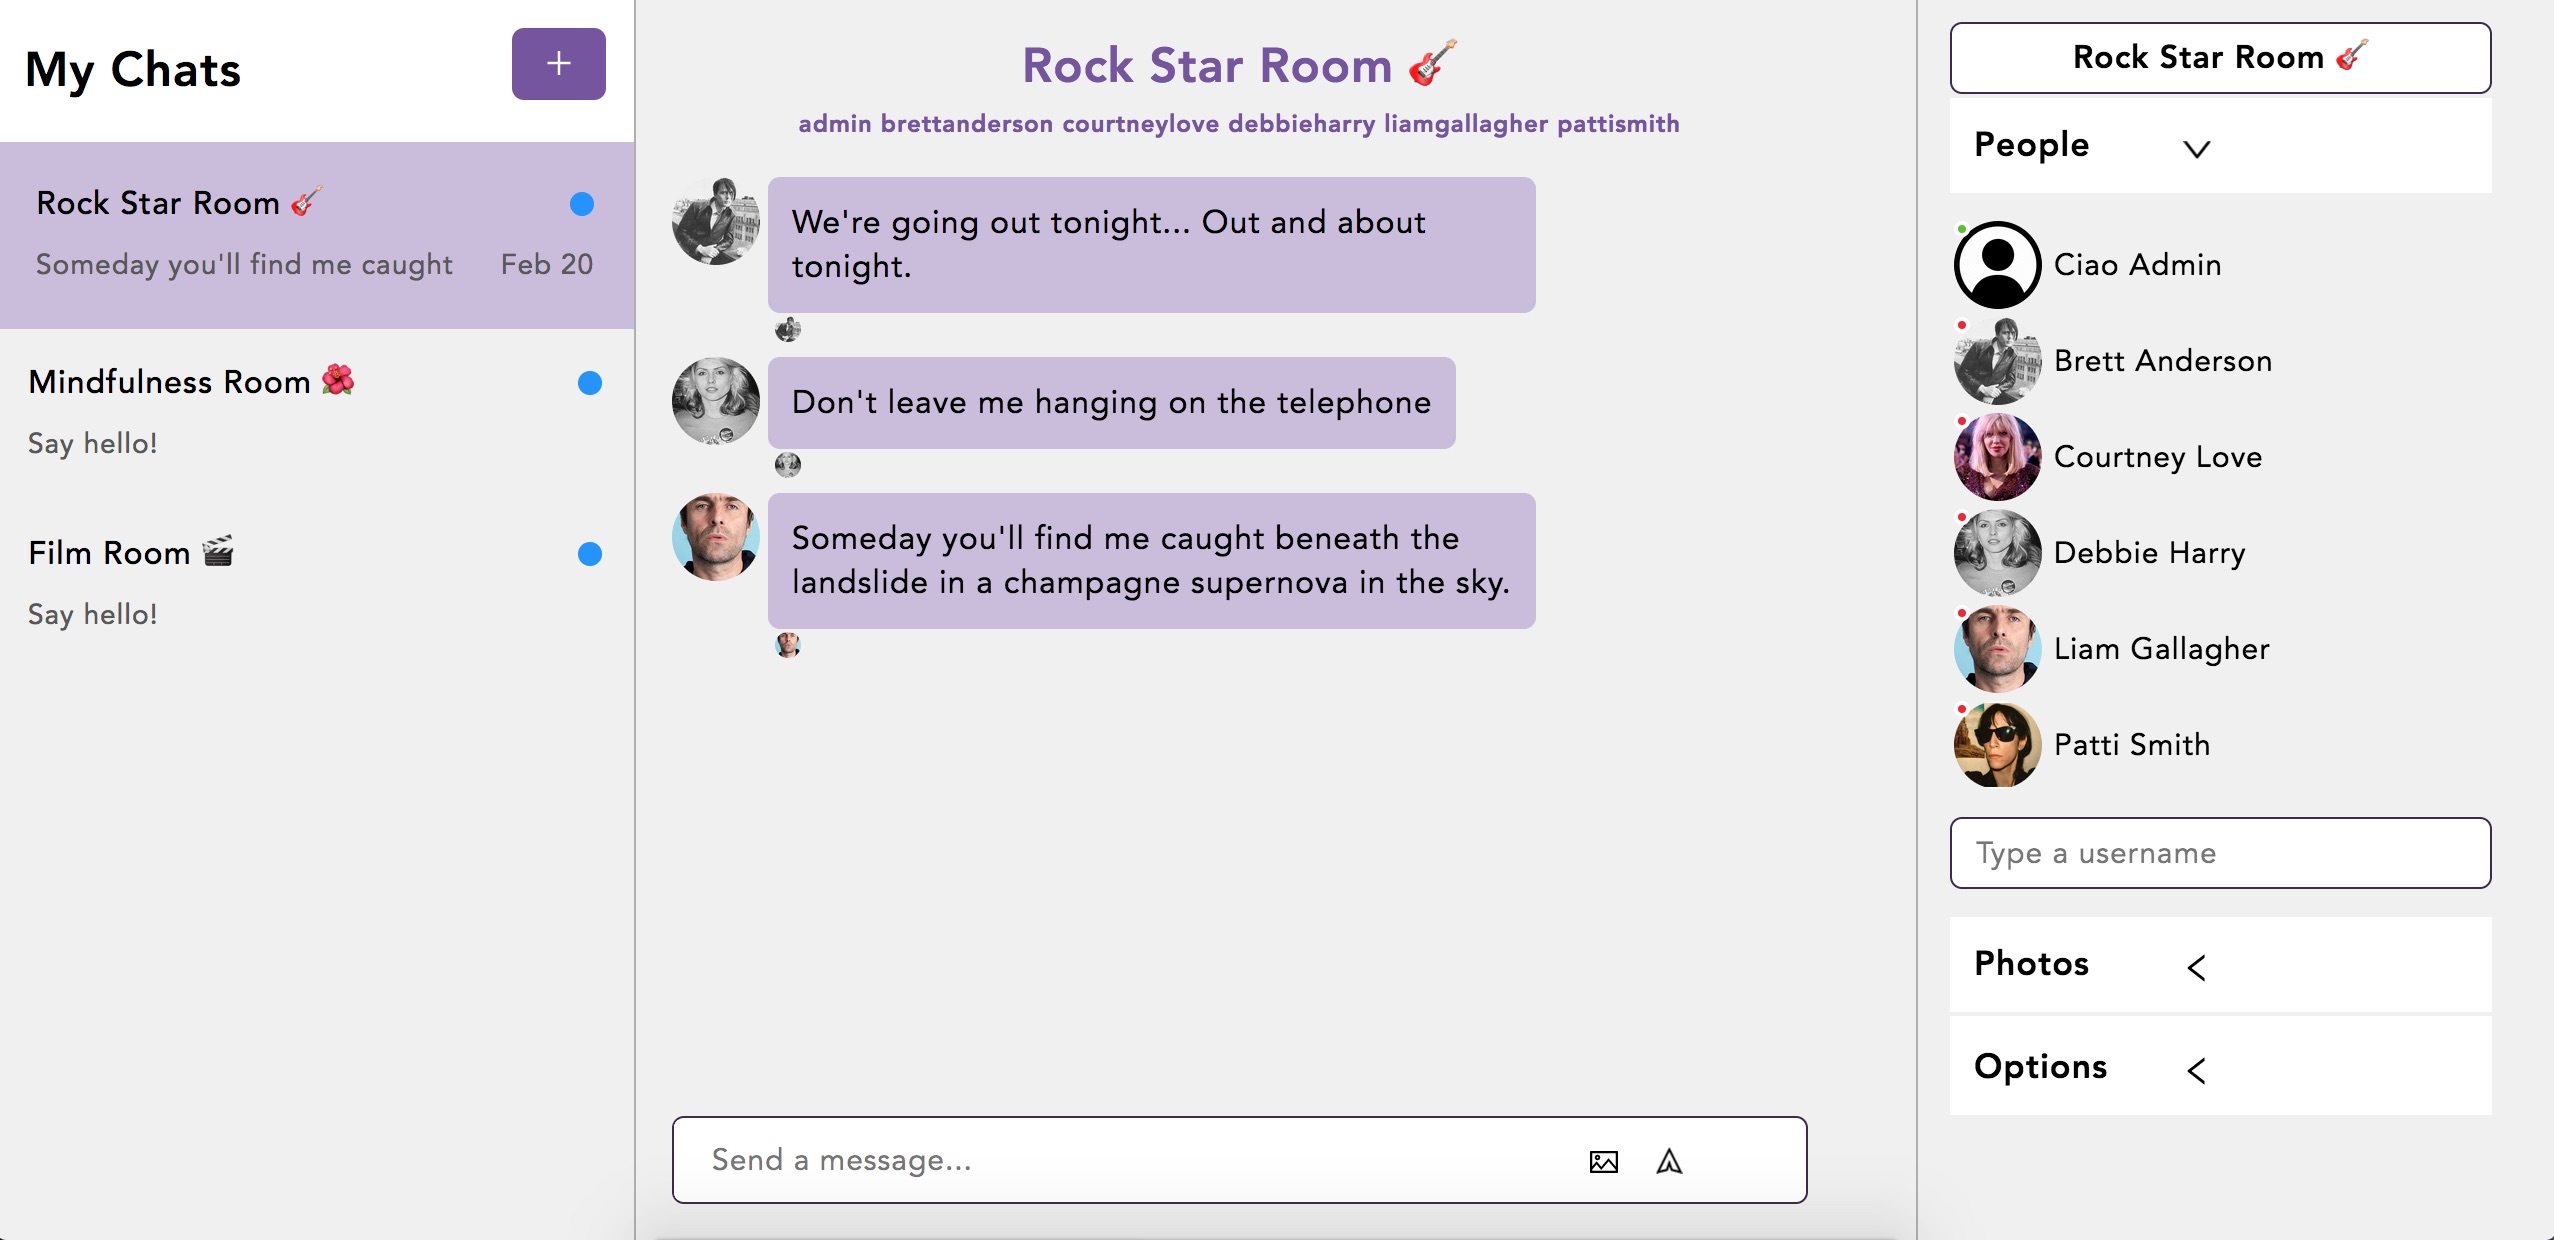 My Chats
+
Rock Star Room 🎸
Someday you'll find me caught
Feb 20
Mindfulness Room 🌺
Say hello!
Film Room 🎬
Say hello!
Rock Star Room 🎸
admin brettanderson courtneylove debbieharry liamgallagher pattismith
We're going out tonight... Out and about
tonight.
Don't leave me hanging on the telephone
Someday you'll find me caught beneath the
landslide in a champagne supernova in the sky.
Send a message...
Rock Star Room 🎸
People
Ciao Admin
Brett Anderson
Courtney Love
Debbie Harry
Liam Gallagher
Patti Smith
Type a username
Photos
Options